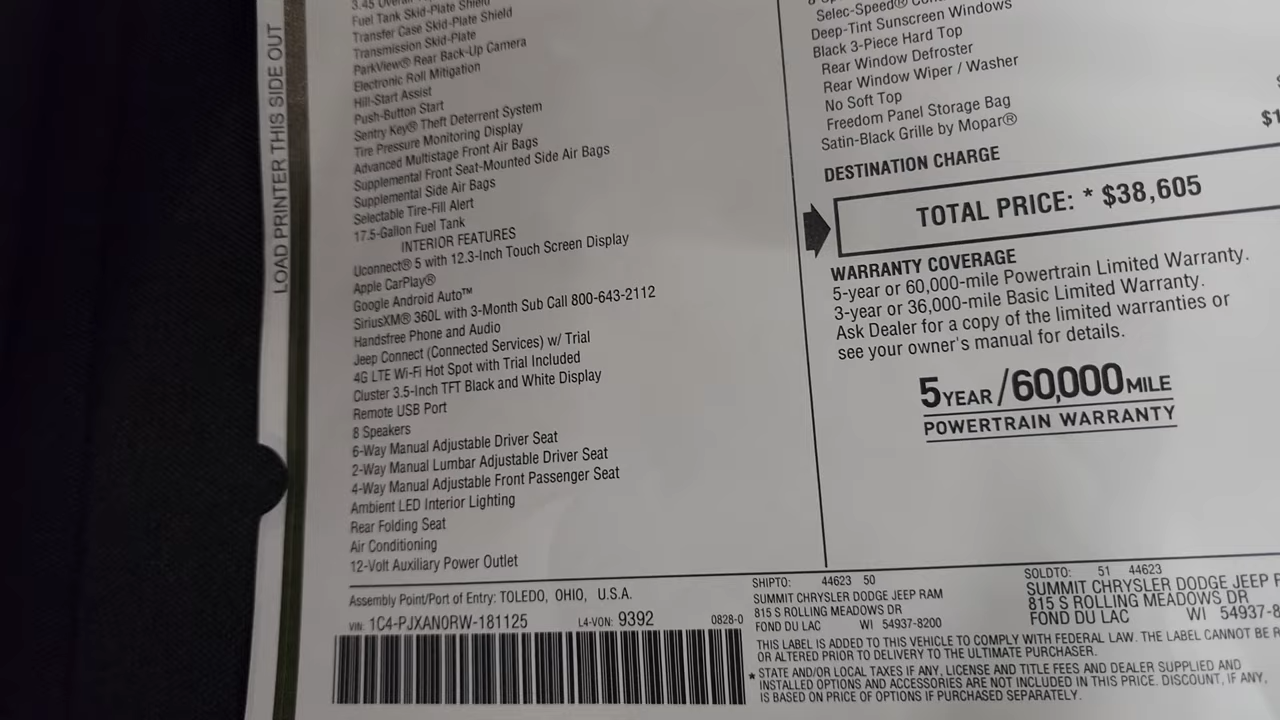 LOAD PRINTER THIS SIDE OUT
3.45
Fuel Tank Skid-Plate Shield
Transfer Case Skid-Plate Shield
Transmission Skid-Plate
ParkView® Rear Back-Up Camera
Electronic Roll Mitigation
Hill-Start Assist
Push-Button Start
Sentry Key® Theft Deterrent System
Tire Pressure Monitoring Display
Advanced Multistage Front Air Bags
Supplemental Front Seat-Mounted Side Air Bags
Supplemental Side Air Bags
Selectable Tire-Fill Alert
17.5-Gallon Fuel Tank
INTERIOR FEATURES
Uconnect® 5 with 12.3-Inch Touch Screen Display
Apple CarPlay®
Google Android Auto™
SiriusXM® 360L with 3-Month Sub Call 800-643-2112
Handsfree Phone and Audio
Jeep Connect (Connected Services) w/ Trial
4G LTE Wi-Fi Hot Spot with Trial Included
Cluster 3.5-Inch TFT Black and White Display
Remote USB Port
8 Speakers
6-Way Manual Adjustable Driver Seat
2-Way Manual Lumbar Adjustable Driver Seat
4-Way Manual Adjustable Front Passenger Seat
Ambient LED Interior Lighting
Rear Folding Seat
Air Conditioning
12-Volt Auxiliary Power Outlet
Selec-Speed®
Deep-Tint Sunscreen Windows
Black 3-Piece Hard Top
Rear Window Defroster
Rear Window Wiper / Washer
No Soft Top
Freedom Panel Storage Bag
Satin-Black Grille by Mopar®
DESTINATION CHARGE
TOTAL PRICE: * $38,605
WARRANTY COVERAGE
5-year or 60,000-mile Powertrain Limited Warranty.
3-year or 36,000-mile Basic Limited Warranty.
Ask Dealer for a copy of the limited warranties or
see your owner's manual for details.
5 YEAR / 60,000 MILE
POWERTRAIN WARRANTY
Assembly Point/Port of Entry: TOLEDO, OHIO, U.S.A.
VIN: 1C4-PJXAN0RW-181125 L4-VON: 9392 0828-0
SHIPTO: 44623 50
SUMMIT CHRYSLER DODGE JEEP RAM
815 S ROLLING MEADOWS DR
FOND DU LAC WI 54937-8200
SOLDTO: 51 44623
SUMMIT CHRYSLER DODGE JEEP
815 S ROLLING MEADOWS DR
FOND DU LAC WI 54937-8
THIS LABEL IS ADDED TO THIS VEHICLE TO COMPLY WITH FEDERAL LAW. THE LABEL CANNOT BE
OR ALTERED PRIOR TO DELIVERY TO THE ULTIMATE PURCHASER.
* STATE AND/OR LOCAL TAXES IF ANY, LICENSE AND TITLE FEES AND DEALER SUPPLIED AND
INSTALLED OPTIONS AND ACCESSORIES ARE NOT INCLUDED IN THIS PRICE. DISCOUNT, IF ANY,
IS BASED ON PRICE OF OPTIONS IF PURCHASED SEPARATELY.